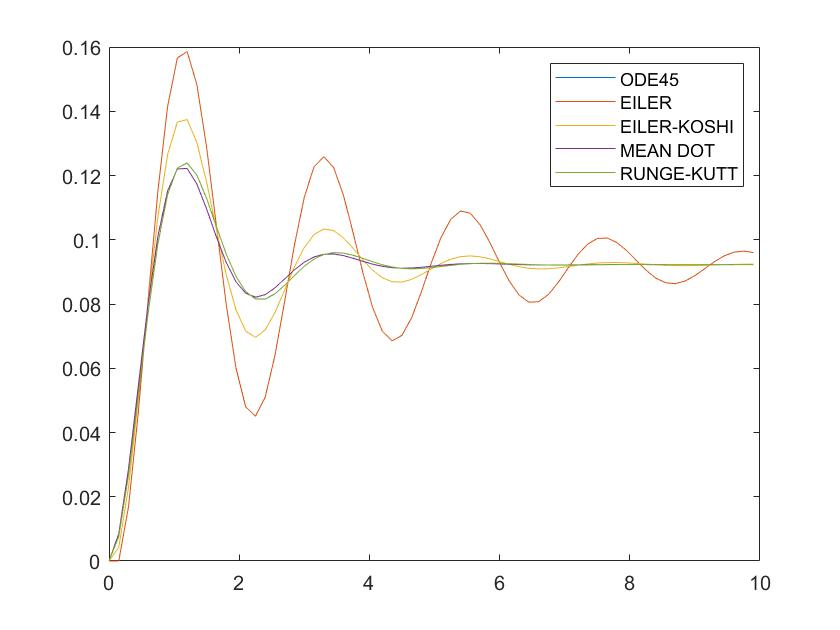 0.16
0.14
0.12
0.1
0.08
0.06
0.04
0.02
0
0 2 4 6 8 10
ODE45
EILER
EILER-KOSHI
MEAN DOT
RUNGE-KUTT